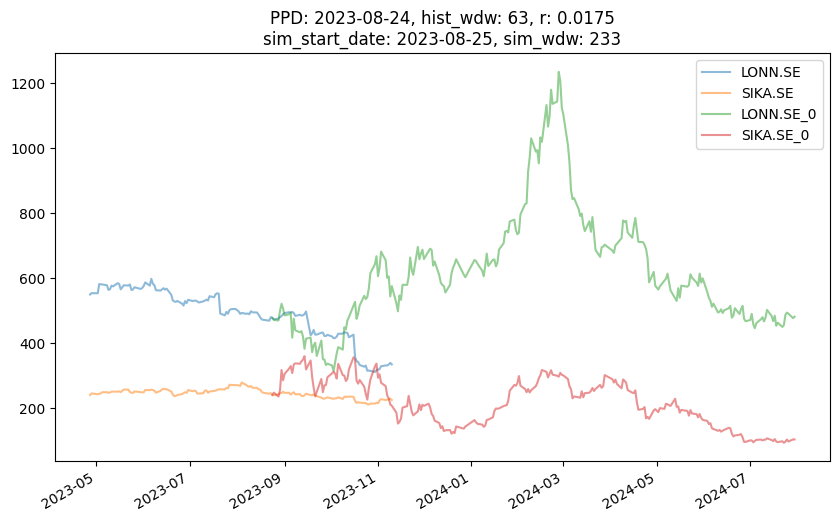 PPD: 2023-08-24, hist_wdw: 63, r: 0.0175
sim_start_date: 2023-08-25, sim_wdw: 233
LONN.SE
SIKA.SE
LONN.SE_0
SIKA.SE_0
1200
1000
800
600
400
200
2023-05
2023-07
2023-09
2023-11
2024-01
2024-03
2024-05
2024-07